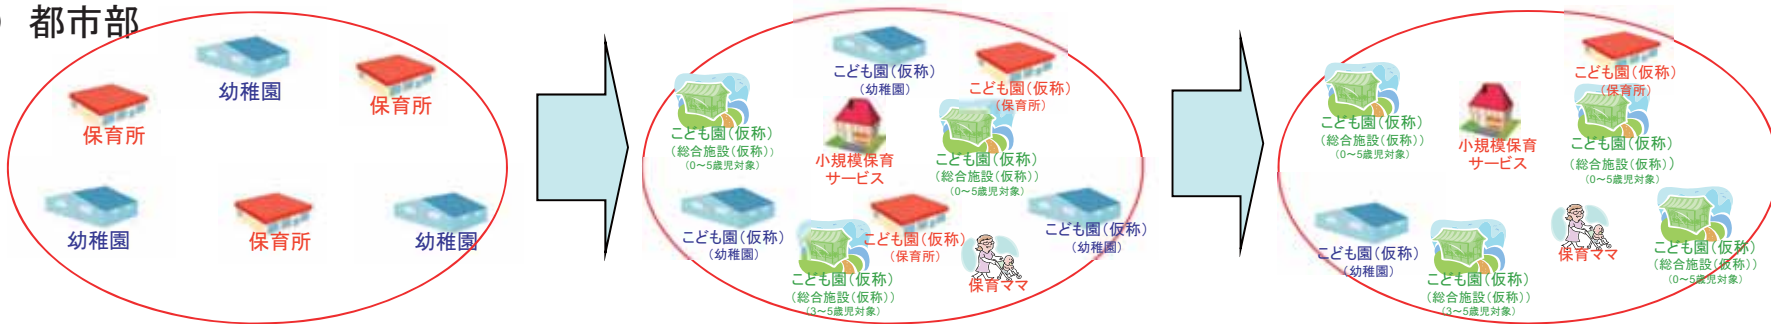 都市部
幼稚園
保育所
保育所
幼稚園
保育所
幼稚園
こども園(仮称)
(幼稚園)
こども園(仮称)
(保育所)
こども園(仮称)
(総合施設(仮称))
(0～5歳児対象)
小規模保育
サービス
こども園(仮称)
(総合施設(仮称))
(0～5歳児対象)
こども園(仮称)
(幼稚園)
こども園(仮称)
(総合施設(仮称))
(3～5歳児対象)
こども園(仮称)
(保育所)
保育ママ
こども園(仮称)
(幼稚園)
こども園(仮称)
(保育所)
こども園(仮称)
(総合施設(仮称))
(0～5歳児対象)
小規模保育
サービス
こども園(仮称)
(総合施設(仮称))
(0～5歳児対象)
こども園(仮称)
(幼稚園)
こども園(仮称)
(総合施設(仮称))
(3～5歳児対象)
保育ママ
こども園(仮称)
(総合施設(仮称))
(0～5歳児対象)